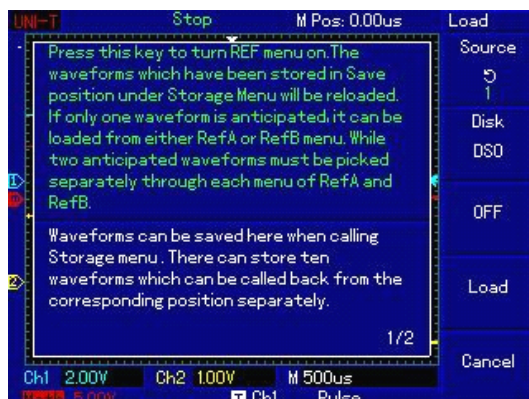 UNI-T Stop M Pos: 0.00us Load
Press this key to turn REF menu on.The
waveforms which have been stored in Save
position under Storage Menu will be reloaded.
If only one waveform is anticipated,it can be
loaded from either RefA or RefB menu. While
two anticipated waveforms must be picked
separately through each menu of RefA and
RefB.
Waveforms can be saved here when calling
Storage menu. There can store ten
waveforms which can be called back from the
corresponding position separately.
1/2
1
2
Source
1
Disk
DSO
OFF
Load
Cancel
Ch1 2.00V Ch2 1.00V M 500us
5.00V T Ch1 Pulse